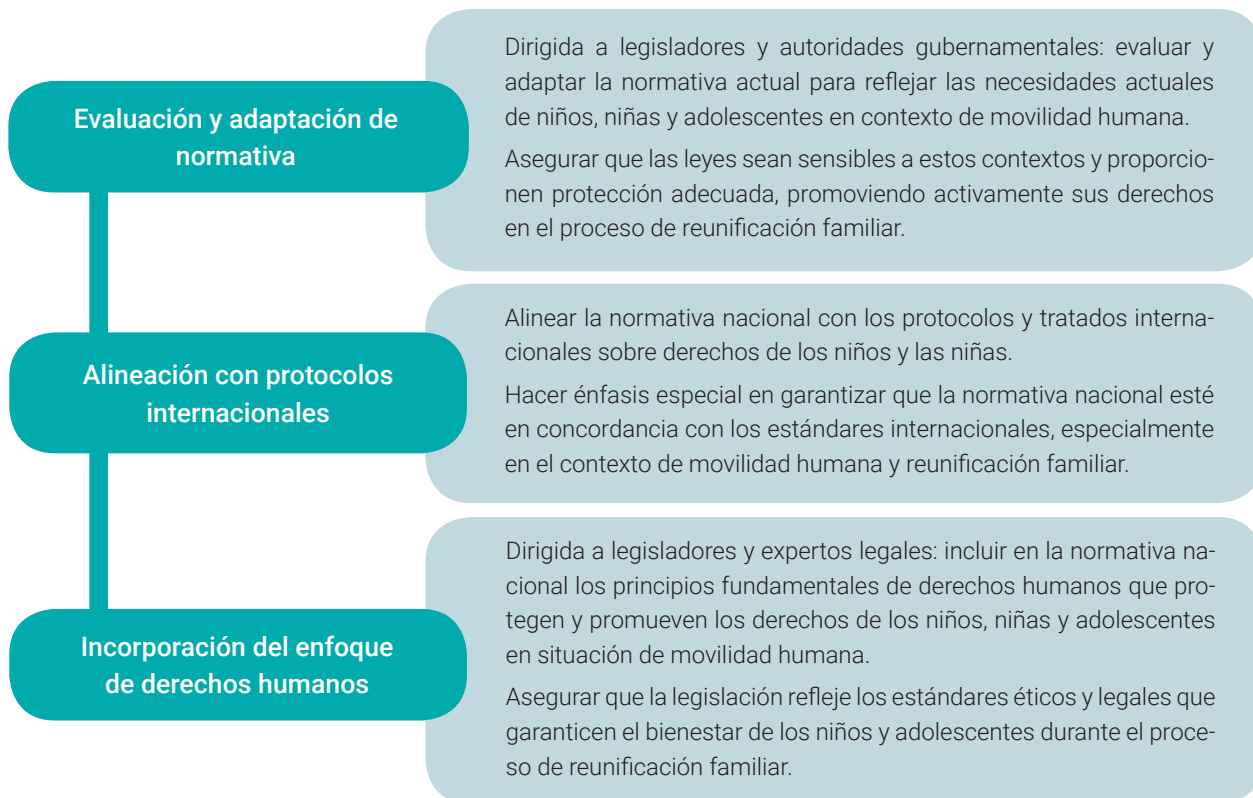 Evaluación y adaptación de
normativa
Dirigida a legisladores y autoridades gubernamentales: evaluar y
adaptar la normativa actual para reflejar las necesidades actuales
de niños, niñas y adolescentes en contexto de movilidad humana.
Asegurar que las leyes sean sensibles a estos contextos y proporcio-
nen protección adecuada, promoviendo activamente sus derechos
en el proceso de reunificación familiar.
Alineación con protocolos
internacionales
Alinear la normativa nacional con los protocolos y tratados interna-
cionales sobre derechos de los niños y las niñas.
Hacer énfasis especial en garantizar que la normativa nacional esté
en concordancia con los estándares internacionales, especialmente
en el contexto de movilidad humana y reunificación familiar.
Incorporación del enfoque
de derechos humanos
Dirigida a legisladores y expertos legales: incluir en la normativa na-
cional los principios fundamentales de derechos humanos que pro-
tegen y promueven los derechos de los niños, niñas y adolescentes
en situación de movilidad humana.
Asegurar que la legislación refleje los estándares éticos y legales que
garanticen el bienestar de los niños y adolescentes durante el proce-
so de reunificación familiar.